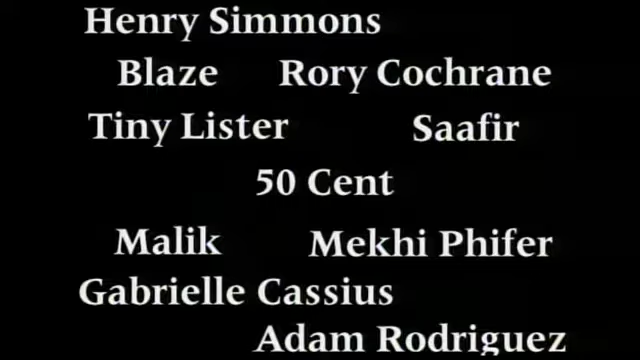 Henry Simmons
Blaze Rory Cochrane
Tiny Lister Saafir
50 Cent
Malik Mekhi Phifer
Gabrielle Cassius
Adam Rodriguez